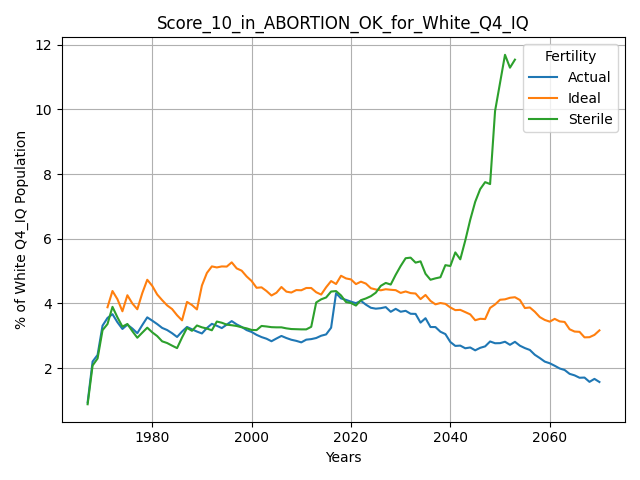 Score_10_in_ABORTION_OK_for_White_Q4_IQ
% of White Q4_IQ Population
12
10
8
6
4
2
Fertility
Actual
Ideal
Sterile
1980 2000 2020 2040 2060
Years